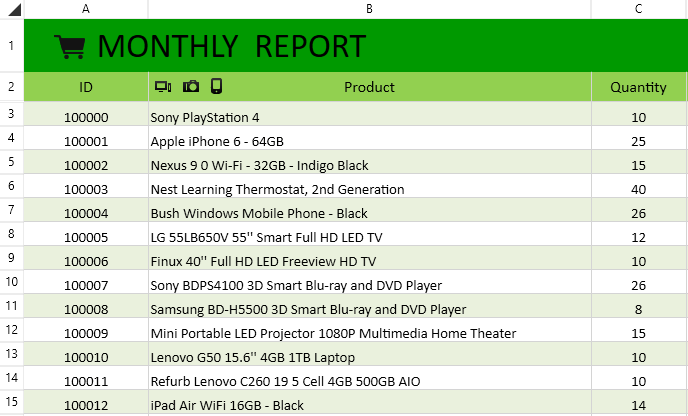 A B C
1 MONTHLY REPORT
2 ID Product Quantity
3 100000 Sony PlayStation 4 10
4 100001 Apple iPhone 6 - 64GB 25
5 100002 Nexus 9 0 Wi-Fi - 32GB - Indigo Black 15
6 100003 Nest Learning Thermostat, 2nd Generation 40
7 100004 Bush Windows Mobile Phone - Black 26
8 100005 LG 55LB650V 55'' Smart Full HD LED TV 12
9 100006 Finux 40'' Full HD LED Freeview HD TV 10
10 100007 Sony BDPS4100 3D Smart Blu-ray and DVD Player 26
11 100008 Samsung BD-H5500 3D Smart Blu-ray and DVD Player 8
12 100009 Mini Portable LED Projector 1080P Multimedia Home Theater 15
13 100010 Lenovo G50 15.6'' 4GB 1TB Laptop 10
14 100011 Refurb Lenovo C260 19 5 Cell 4GB 500GB AIO 10
15 100012 iPad Air WiFi 16GB - Black 14